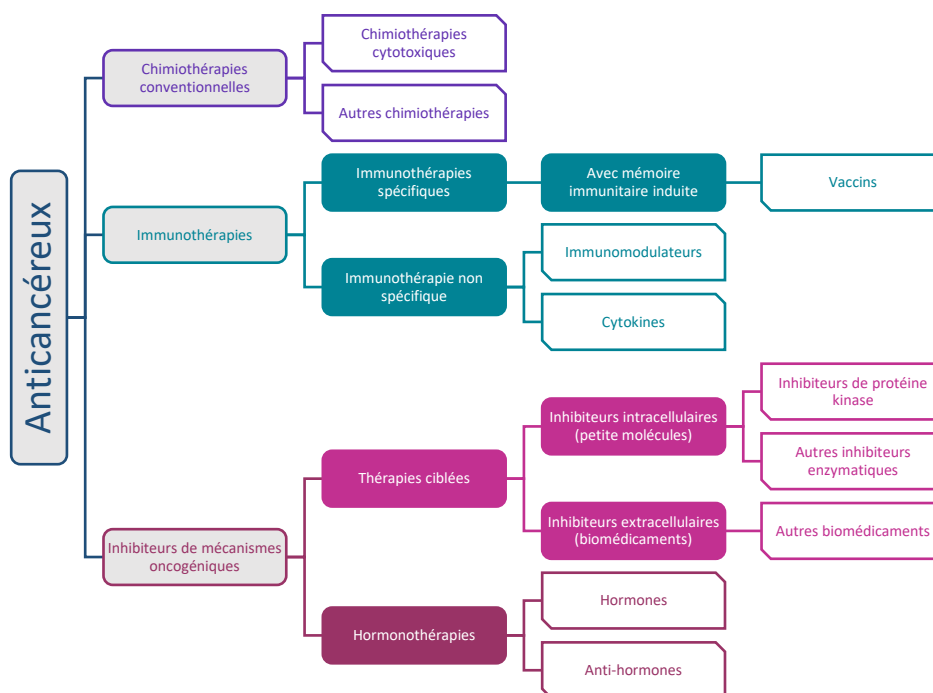 Anticancéreux
Chimiothérapies
conventionnelles
Chimiothérapies
cytotoxiques
Autres chimiothérapies
Immunothérapies
Immunothérapies
spécifiques
Avec mémoire
immunitaire induite
Vaccins
Immunothérapie non
spécifique
Immunomodulateurs
Cytokines
Inhibiteurs de mécanismes
oncogéniques
Thérapies ciblées
Inhibiteurs intracellulaires
(petite molécules)
Inhibiteurs de protéine
kinase
Autres inhibiteurs
enzymatiques
Inhibiteurs extracellulaires
(biomédicaments)
Autres biomédicaments
Hormonothérapies
Hormones
Anti-hormones